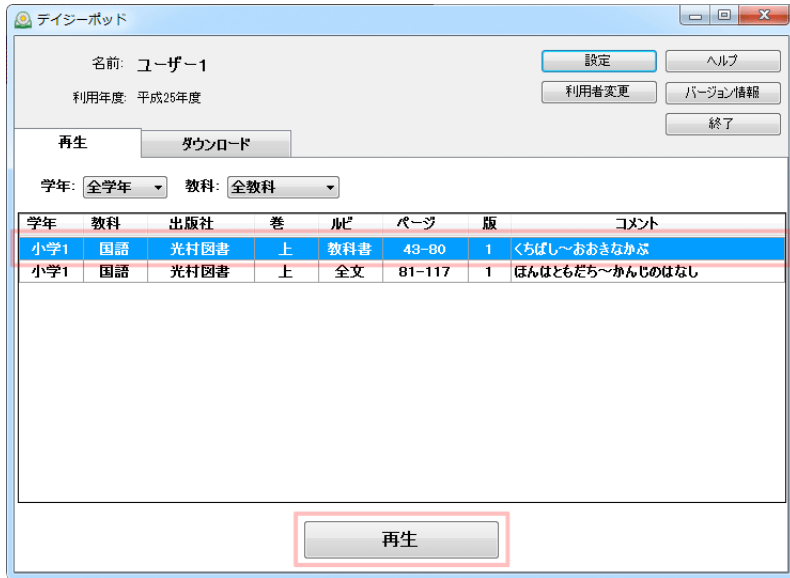 デイジーポッド
名前: ユーザー1
利用年度: 平成25年度
設定 ヘルプ
利用者変更 バージョン情報
終了
再生 ダウンロード
学年: 全学年 教科: 全教科
学年 教科 出版社 巻 ルビ ページ 版 コメント
小学1 国語 光村図書 上 教科書 43-80 1 くちばし～おおきなかぶ
小学1 国語 光村図書 上 全文 81-117 1 ほんはともだち～かんじのはなし
再生